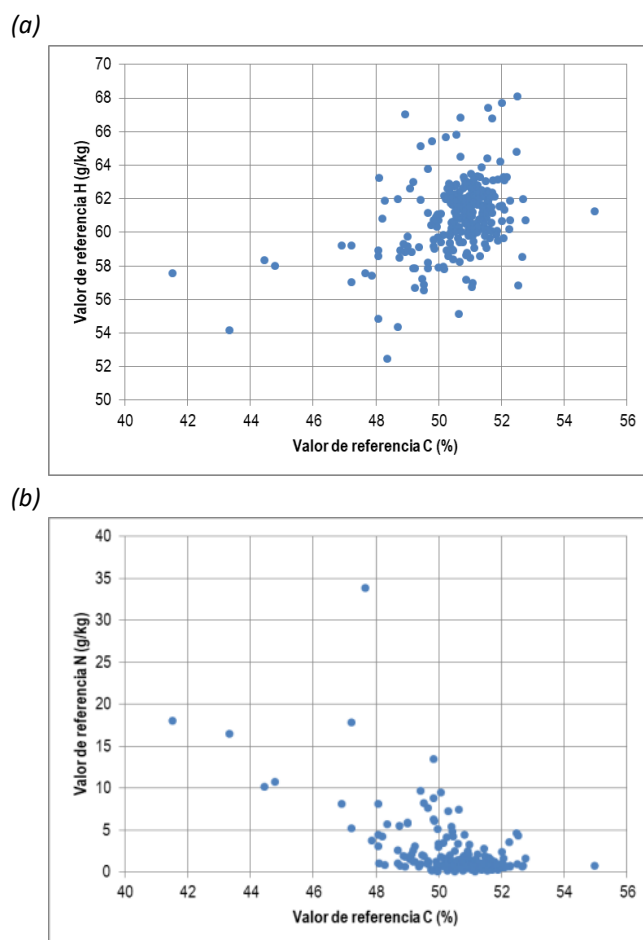 (a)
70
68
66
64
62
60
58
56
54
52
50
Valor de referencia H (g/kg)
40 42 44 46 48 50 52 54 56
Valor de referencia C (%)
(b)
40
35
30
25
20
15
10
5
0
Valor de referencia N (g/kg)
40 42 44 46 48 50 52 54 56
Valor de referencia C (%)